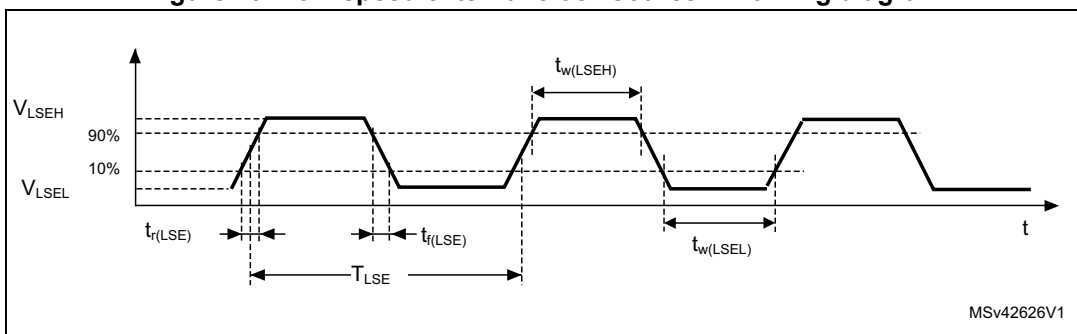 t_w(LSEH)
V_LSEH
90%
10%
V_LSEL
t_r(LSE)
t_f(LSE)
t_w(LSEL)
t
T_LSE
MSv42626V1